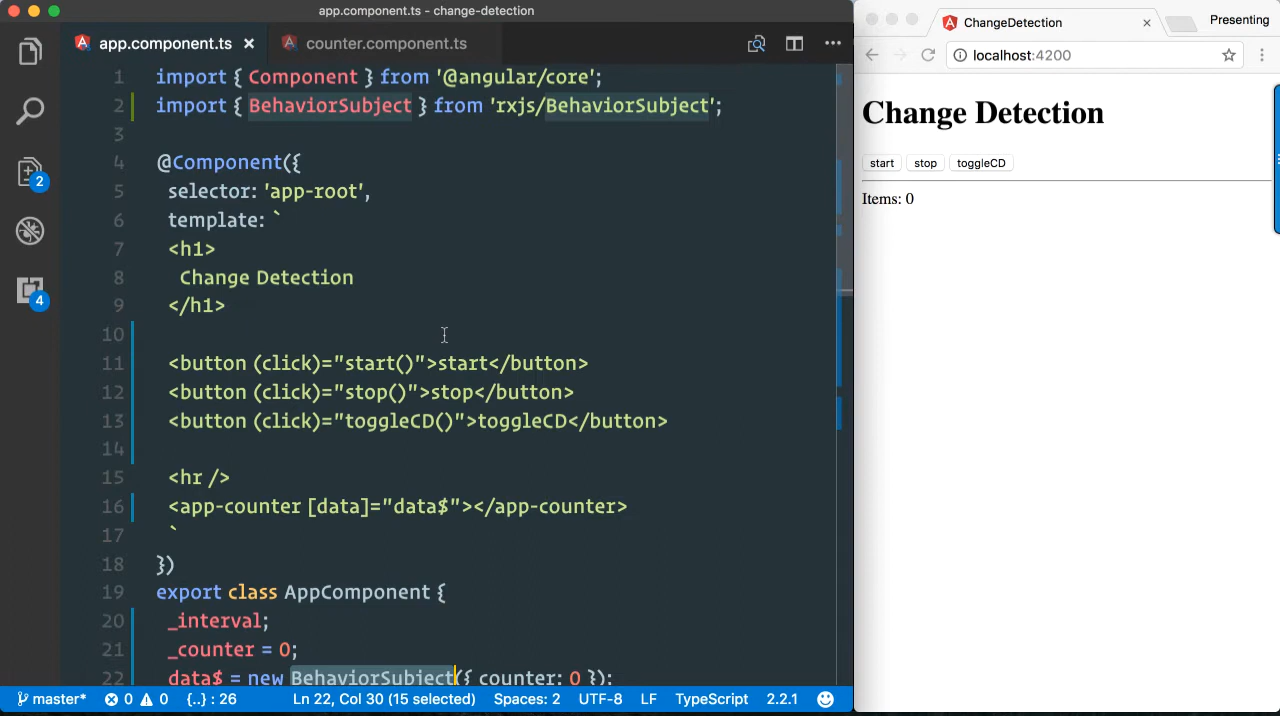 app.component.ts - change-detection
app.component.ts
counter.component.ts
1 import { Component } from '@angular/core';
2 import { BehaviorSubject } from 'rxjs/BehaviorSubject';
3
4 @Component({
5 selector: 'app-root',
6 template: `
7 <h1>
8 Change Detection
9 </h1>
10
11 <button (click)="start()">start</button>
12 <button (click)="stop()">stop</button>
13 <button (click)="toggleCD()">toggleCD</button>
14
15 <hr />
16 <app-counter [data]="data$"></app-counter>
17 `
18 })
19 export class AppComponent {
20 _interval;
21 _counter = 0;
22 data$ = new BehaviorSubject({ counter: 0 });
2
4
master* 0 0 {..} : 26 Ln 22, Col 30 (15 selected) Spaces: 2 UTF-8 LF TypeScript 2.2.1
ChangeDetection
Presenting
localhost:4200
Change Detection
start stop toggleCD
Items: 0